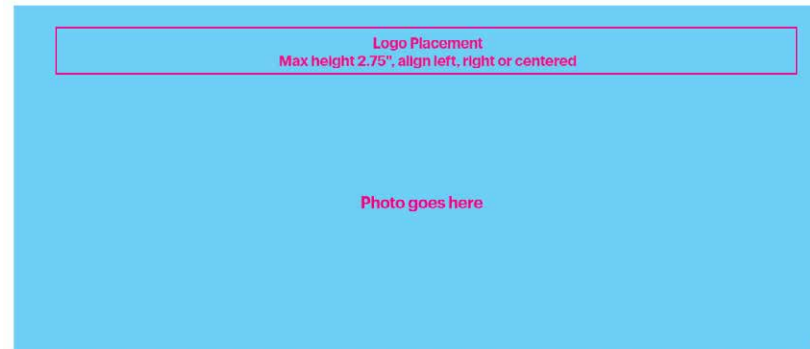 Logo Placement
Max height 2.75", align left, right or centered
Photo goes here